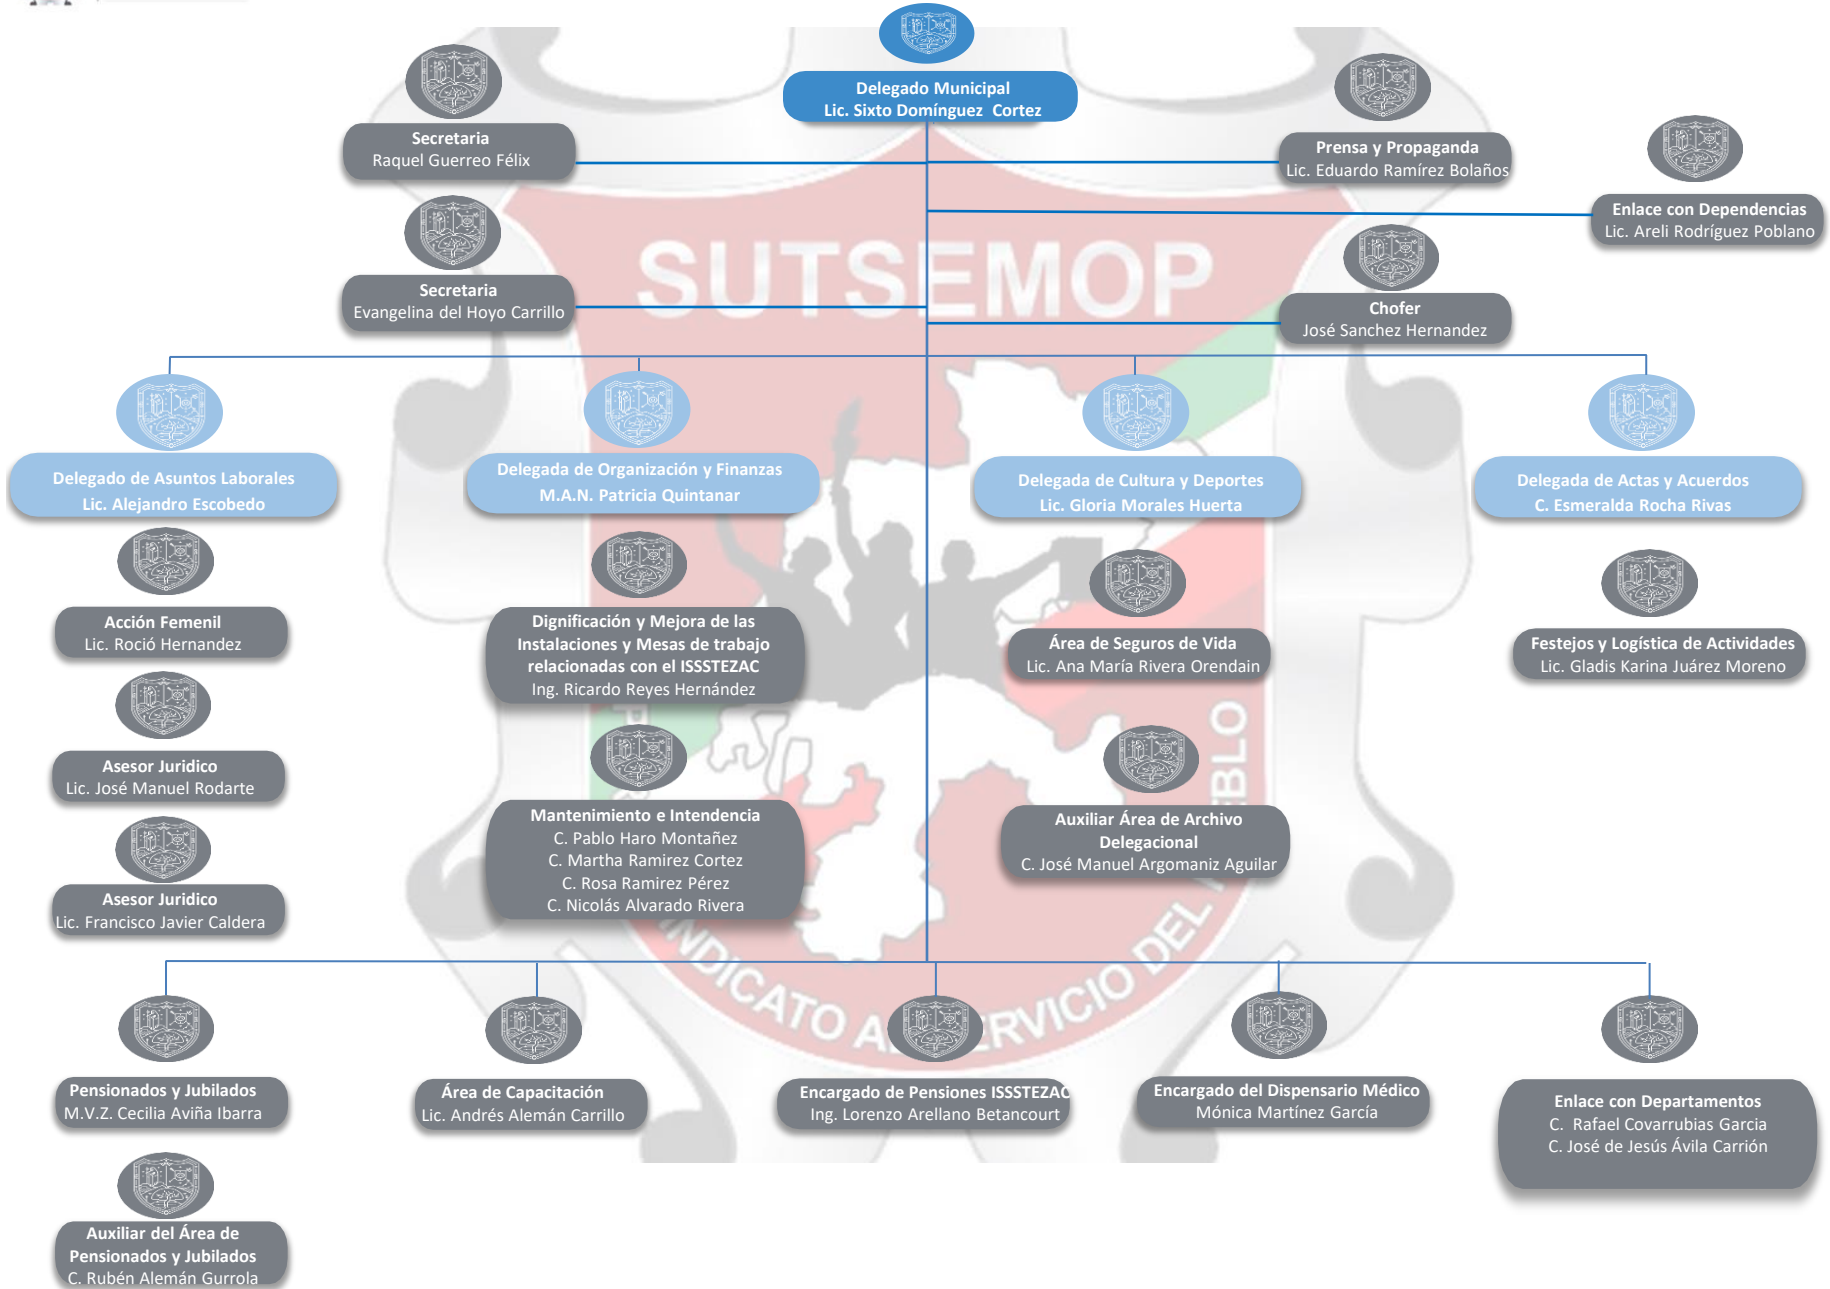 Delegado Municipal
Lic. Sixto Domínguez Cortez
Secretaria
Raquel Guerreo Félix
Prensa y Propaganda
Lic. Eduardo Ramírez Bolaños
Enlace con Dependencias
Lic. Areli Rodríguez Poblano
Secretaria
Evangelina del Hoyo Carrillo
SUTSEMOP
Chofer
José Sanchez Hernandez
Delegado de Asuntos Laborales
Lic. Alejandro Escobedo
Delegada de Organización y Finanzas
M.A.N. Patricia Quintanar
Delegada de Cultura y Deportes
Lic. Gloria Morales Huerta
Delegada de Actas y Acuerdos
C. Esmeralda Rocha Rivas
Acción Femenil
Lic. Roció Hernandez
Dignificación y Mejora de las
Instalaciones y Mesas de trabajo
relacionadas con el ISSSTEZAC
Ing. Ricardo Reyes Hernández
Área de Seguros de Vida
Lic. Ana María Rivera Orendain
Festejos y Logística de Actividades
Lic. Gladis Karina Juárez Moreno
Asesor Juridico
Lic. José Manuel Rodarte
Mantenimiento e Intendencia
C. Pablo Haro Montañez
C. Martha Ramirez Cortez
C. Rosa Ramirez Pérez
C. Nicolás Alvarado Rivera
Auxiliar Área de Archivo
Delegacional
C. José Manuel Argomaniz Aguilar
Asesor Juridico
Lic. Francisco Javier Caldera
Pensionados y Jubilados
M.V.Z. Cecilia Aviña Ibarra
Área de Capacitación
Lic. Andrés Alemán Carrillo
Encargado de Pensiones ISSSTEZAC
Ing. Lorenzo Arellano Betancourt
Encargado del Dispensario Médico
Mónica Martínez García
Enlace con Departamentos
C. Rafael Covarrubias Garcia
C. José de Jesús Ávila Carrión
Auxiliar del Área de
Pensionados y Jubilados
C. Rubén Alemán Gurrola